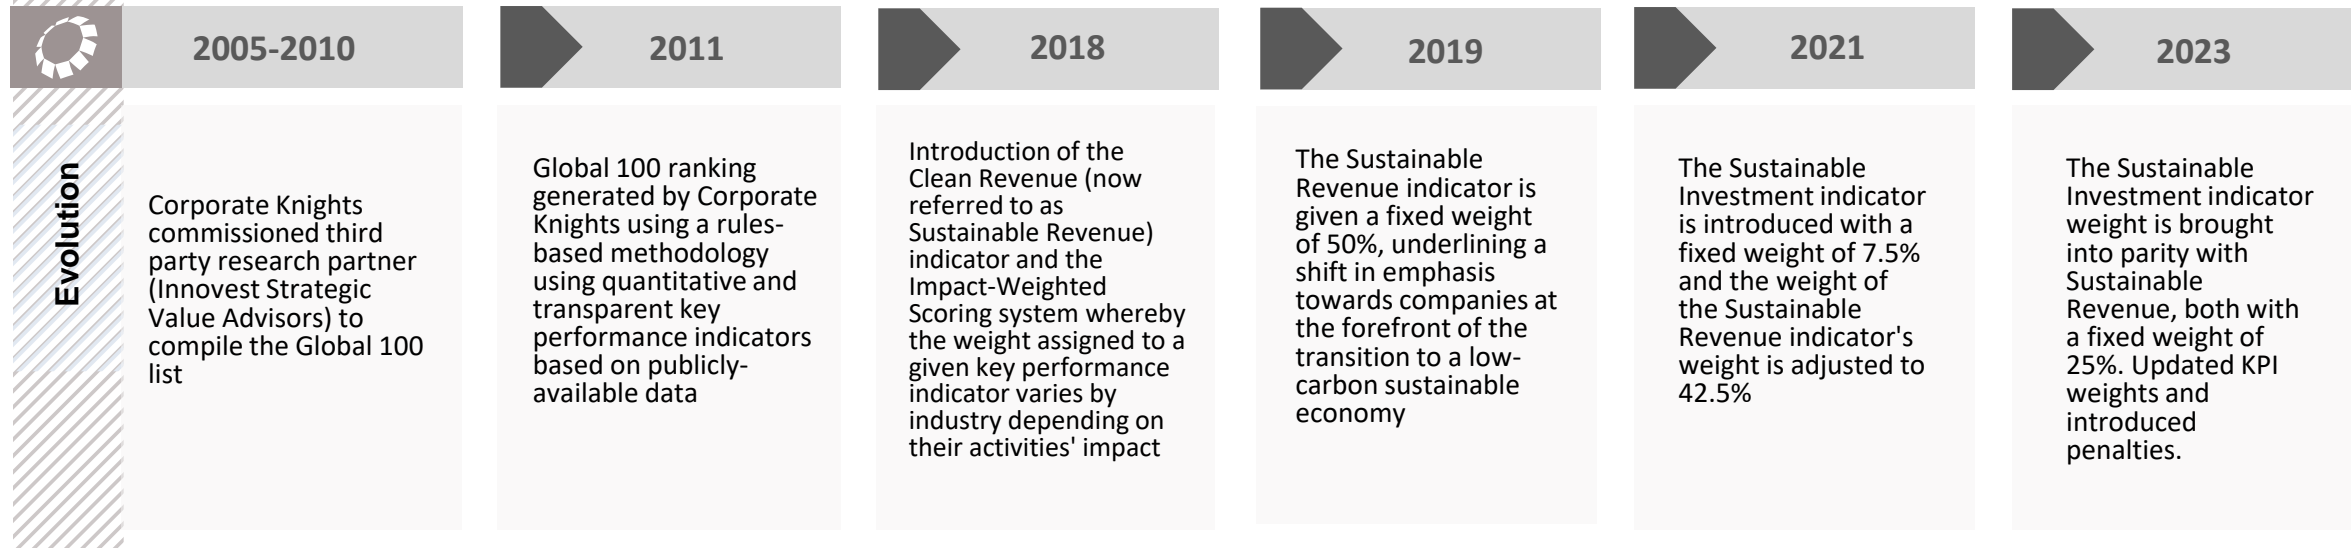 2005-2010
2011
2018
2019
2021
2023
Evolution
Corporate Knights
commissioned third
party research partner
(Innovest Strategic
Value Advisors) to
compile the Global 100
list
Global 100 ranking
generated by Corporate
Knights using a rules-
based methodology
using quantitative and
transparent key
performance indicators
based on publicly-
available data
Introduction of the
Clean Revenue (now
referred to as
Sustainable Revenue)
indicator and the
Impact-Weighted
Scoring system whereby
the weight assigned to a
given key performance
indicator varies by
industry depending on
their activities' impact
The Sustainable
Revenue indicator is
given a fixed weight
of 50%, underlining a
shift in emphasis
towards companies at
the forefront of the
transition to a low-
carbon sustainable
economy
The Sustainable
Investment indicator
is introduced with a
fixed weight of 7.5%
and the weight of
the Sustainable
Revenue indicator's
weight is adjusted to
42.5%
The Sustainable
Investment indicator
weight is brought
into parity with
Sustainable
Revenue, both with
a fixed weight of
25%. Updated KPI
weights and
introduced
penalties.